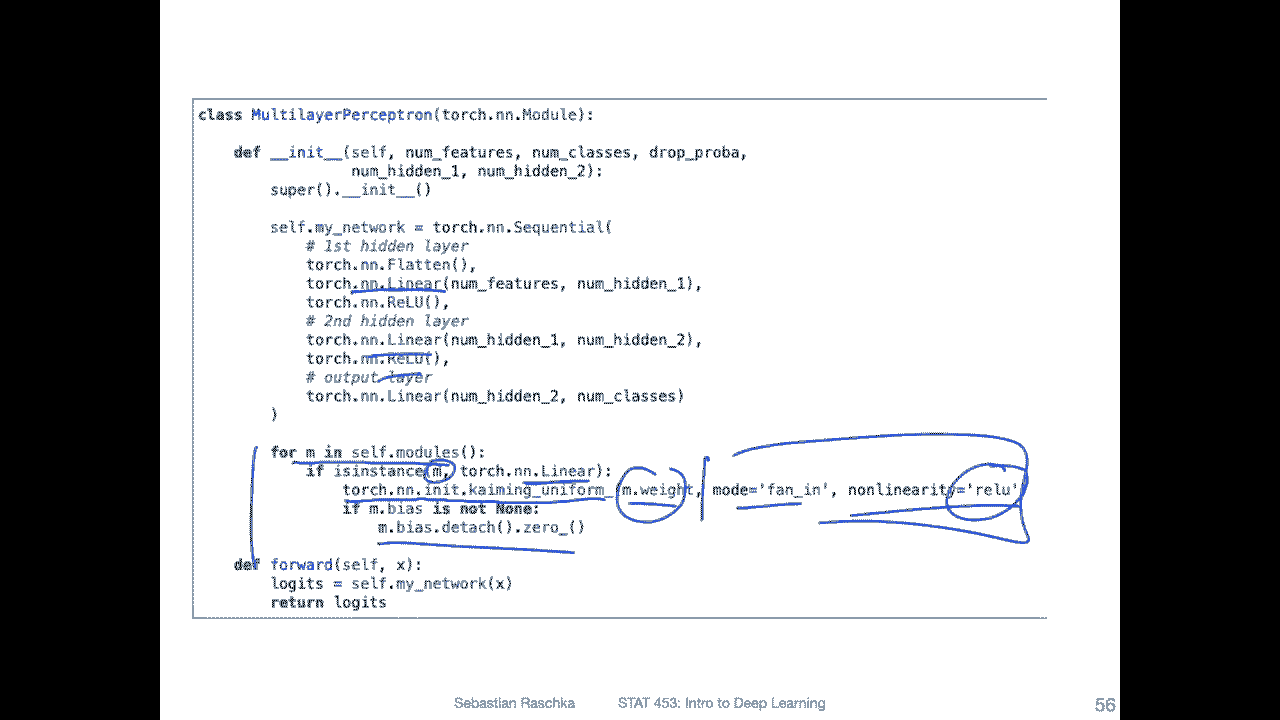 class MultilayerPerceptron(torch.nn.Module):
def __init__(self, num_features, num_classes, drop_proba,
num_hidden_1, num_hidden_2):
super().__init__()
self.my_network = torch.nn.Sequential(
# 1st hidden layer
torch.nn.Flatten(),
torch.nn.Linear(num_features, num_hidden_1),
torch.nn.ReLU(),
# 2nd hidden layer
torch.nn.Linear(num_hidden_1, num_hidden_2),
torch.nn.ReLU(),
# output layer
torch.nn.Linear(num_hidden_2, num_classes)
)
for m in self.modules():
if isinstance(m, torch.nn.Linear):
torch.nn.init.kaiming_uniform_(m.weight, mode='fan_in', nonlinearity='relu'
if m.bias is not None:
m.bias.detach().zero_()
def forward(self, x):
logits = self.my_network(x)
return logits
Sebastian Raschka STAT 453: Intro to Deep Learning 56